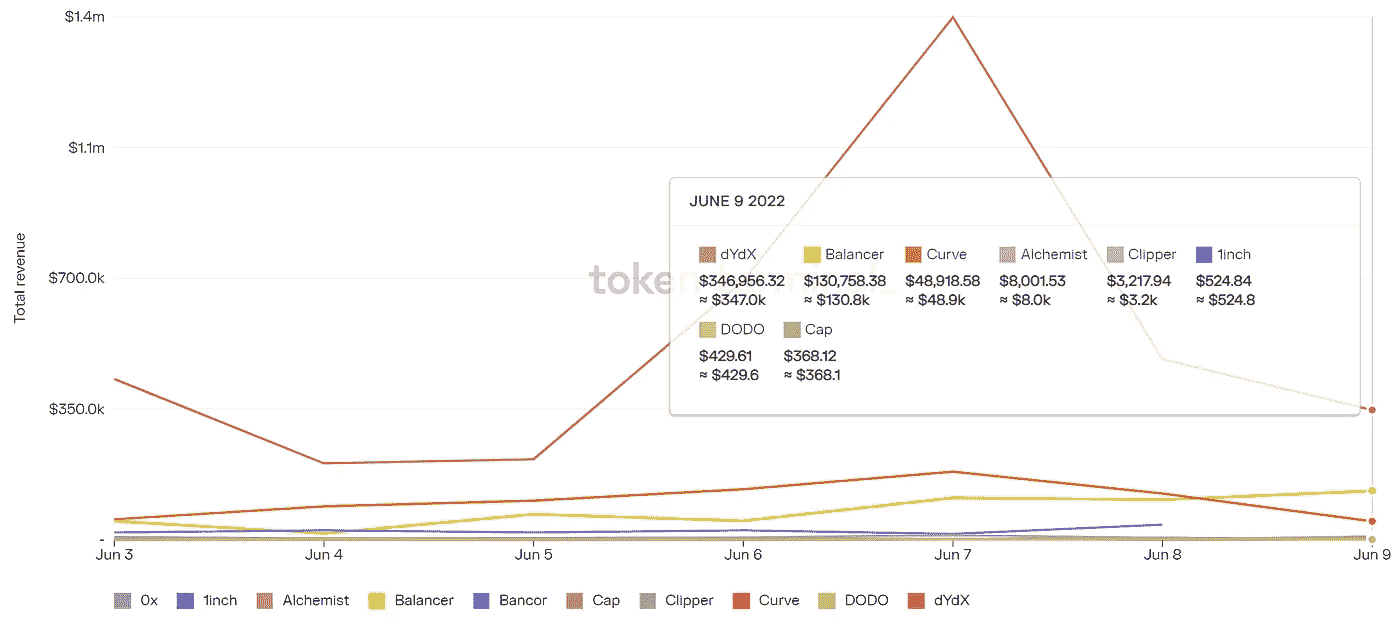 $1.4m
$1.1m
$700.0k
$350.0k
-
Total revenue
JUNE 9 2022
dYdX Balancer Curve Alchemist Clipper 1inch
$346,956.32 $130,758.38 $48,918.58 $8,001.53 $3,217.94 $524.84
≈ $347.0k ≈ $130.8k ≈ $48.9k ≈ $8.0k ≈ $3.2k ≈ $524.8
DODO Cap
$429.61 $368.12
≈ $429.6 ≈ $368.1
Jun 3 Jun 4 Jun 5 Jun 6 Jun 7 Jun 8 Jun 9
0x 1inch Alchemist Balancer Bancor Cap Clipper Curve DODO dYdX